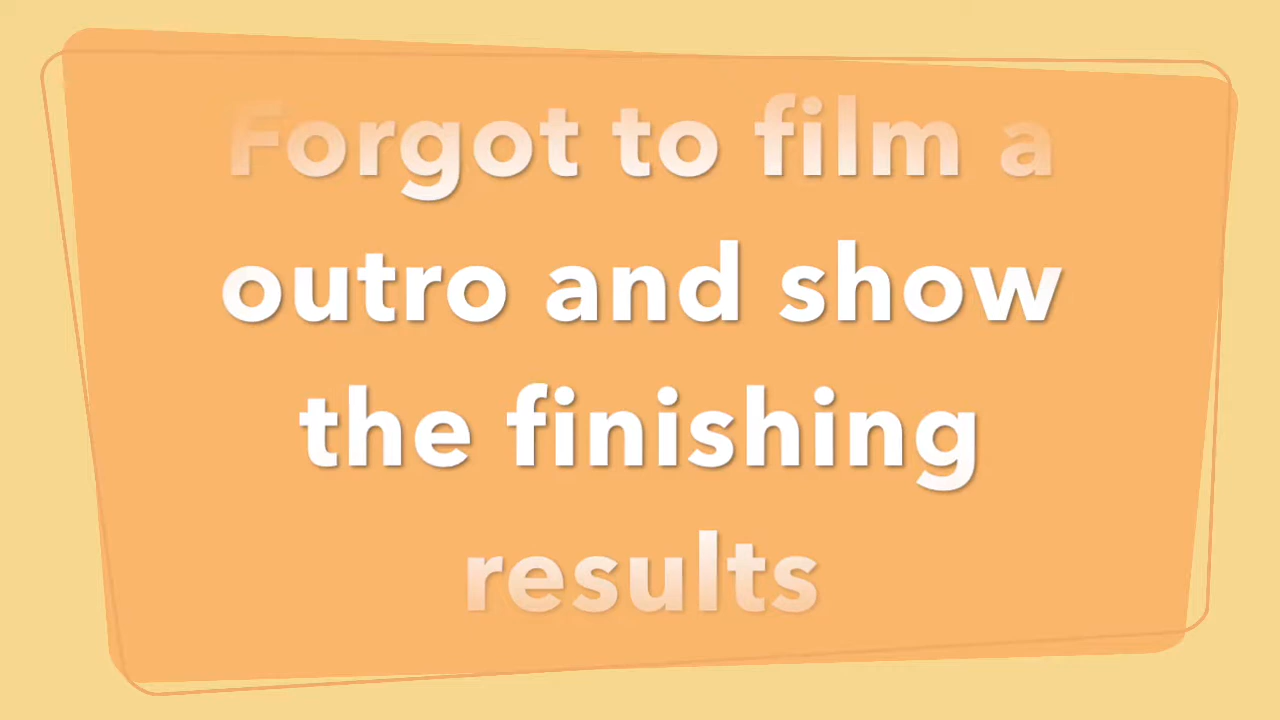 Forgot to film a
outro and show
the finishing
results